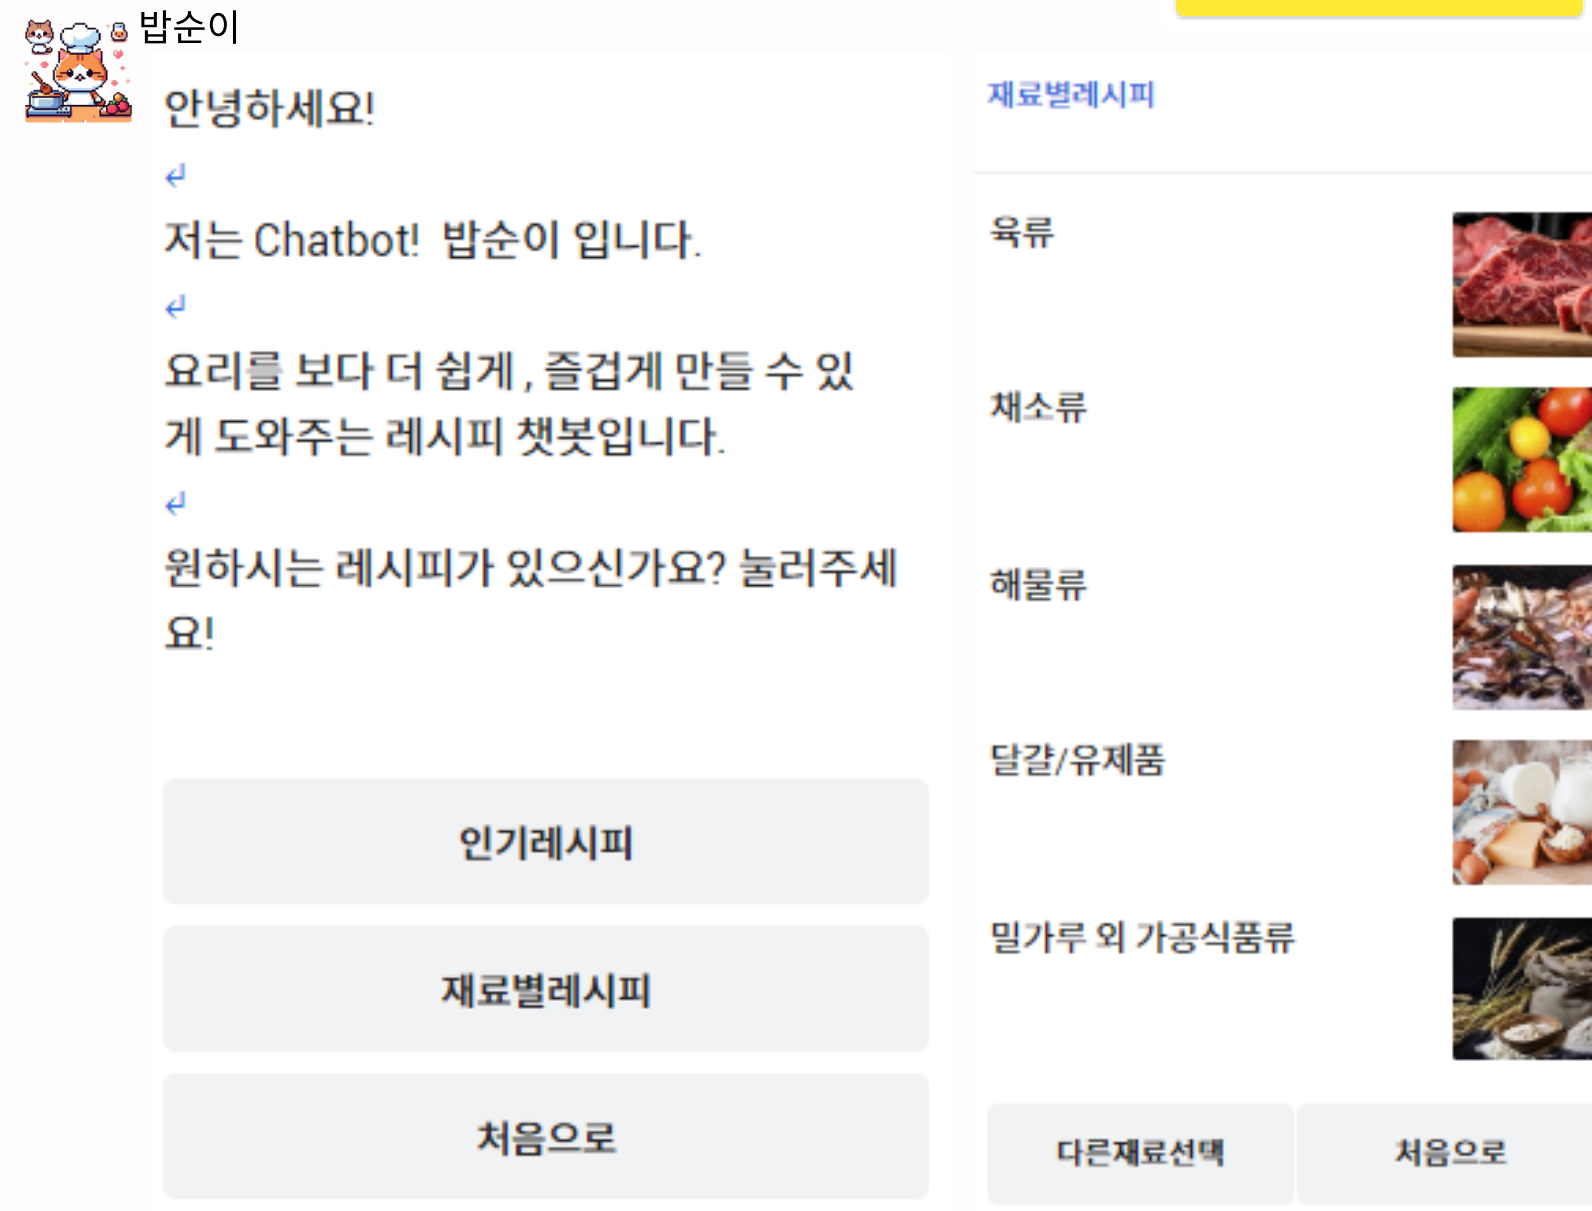 밥순이
안녕하세요!
저는 Chatbot!  밥순이 입니다.
요리를 보다 더 쉽게 , 즐겁게 만들 수 있
게 도와주는 레시피 챗봇입니다.
원하시는 레시피가 있으신가요? 눌러주세
요!
인기레시피
재료별레시피
처음으로
재료별레시피
육류
채소류
해물류
달걀/유제품
밀가루 외 가공식품류
다른재료선택
처음으로